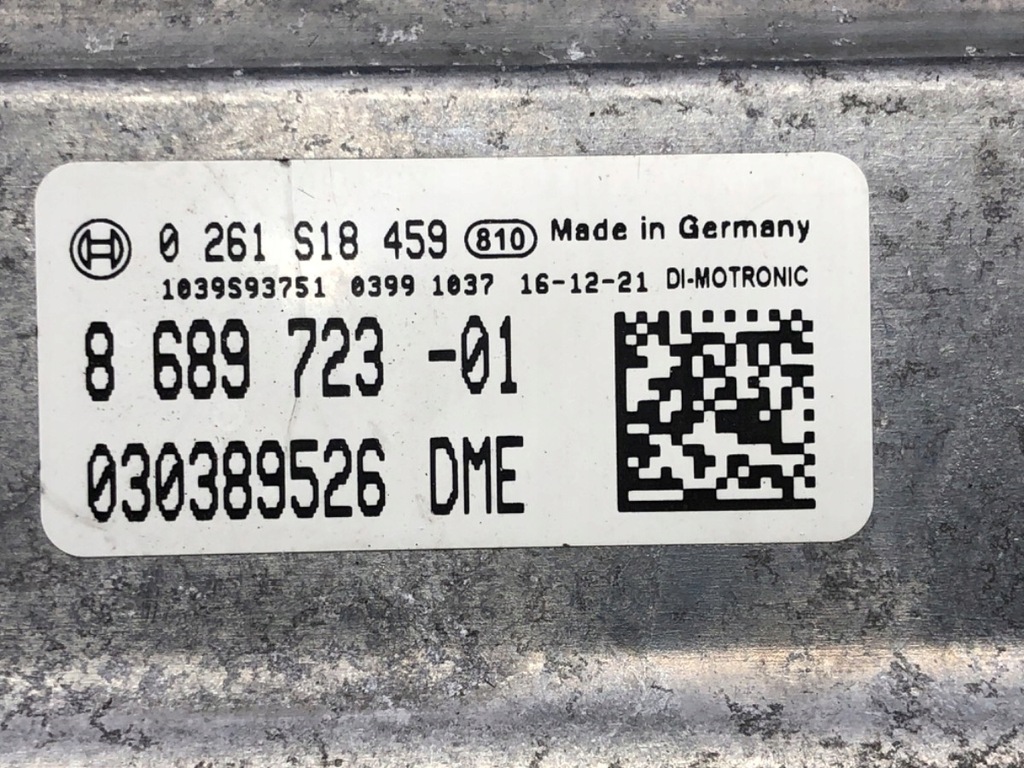 0 261 S18 459 810 Made in Germany
1039S93751 0399 1037 16-12-21 DI-MOTRONIC
8 689 723 -01
030389526 DME